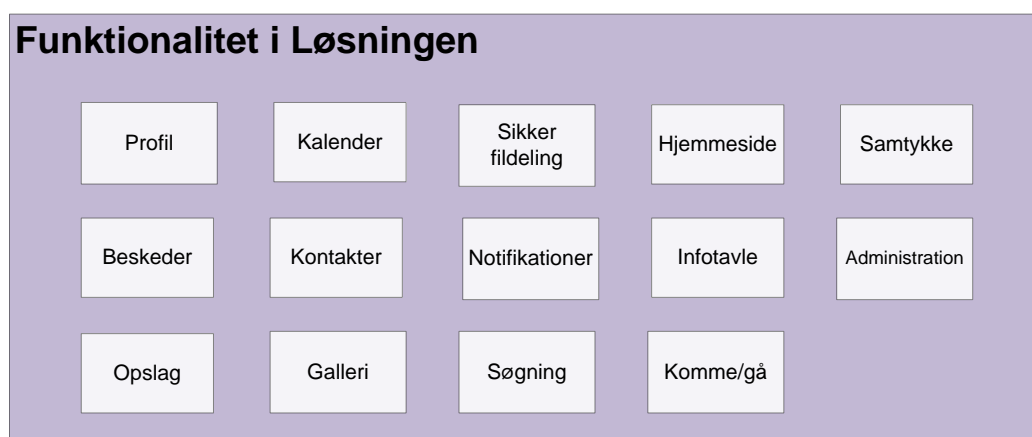 Funktionalitet i Løsningen
Profil
Kalender
Sikker
fildeling
Hjemmeside
Samtykke
Beskeder
Kontakter
Notifikationer
Infotavle
Administration
Opslag
Galleri
Søgning
Komme/gå